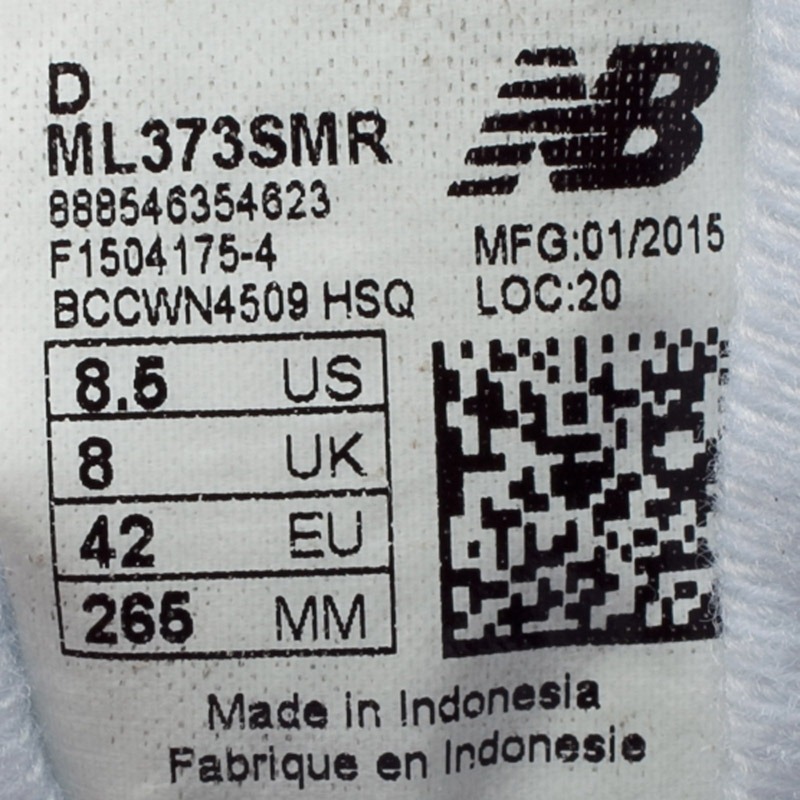 D
ML373SMR
888546354623
F1504175-4
BCCWN4509 HSQ
NB
MFG:01/2015
LOC:20
8.5 US
8 UK
42 EU
265 MM
Made in Indonesia
Fabrique en Indonesie